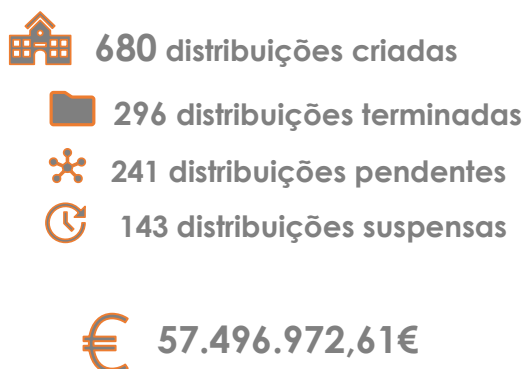 680 distribuições criadas
296 distribuições terminadas
241 distribuições pendentes
143 distribuições suspensas
€ 57.496.972,61€